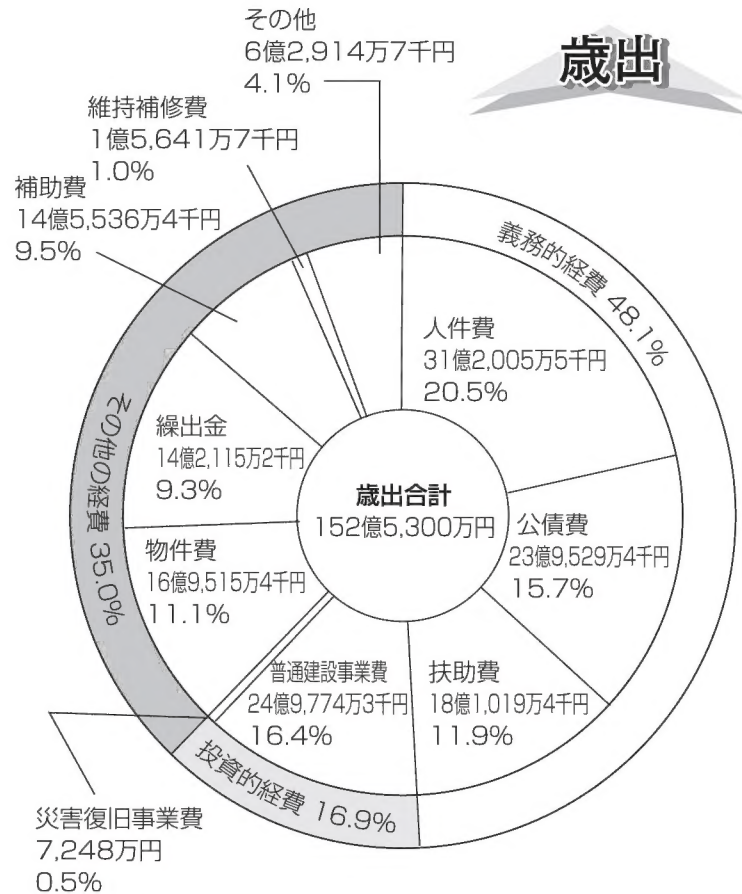 歳出
その他
6億2,914万7千円
4.1%
維持補修費
1億5,641万7千円
1.0%
補助費
14億5,536万4千円
9.5%
義務的経費 48.1%
人件費
31億2,005万5千円
20.5%
公債費
23億9,529万4千円
15.7%
扶助費
18億1,019万4千円
11.9%
投資的経費 16.9%
普通建設事業費
24億9,774万3千円
16.4%
災害復旧事業費
7,248万円
0.5%
その他の経費 35.0%
物件費
16億9,515万4千円
11.1%
繰出金
14億2,115万2千円
9.3%
歳出合計
152億5,300万円